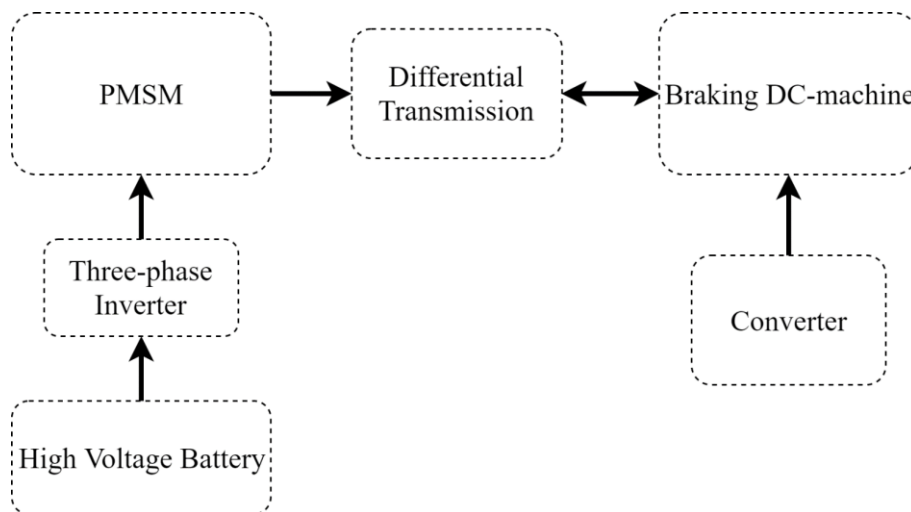 PMSM
Differential
Transmission
Braking DC-machine
Three-phase
Inverter
Converter
High Voltage Battery